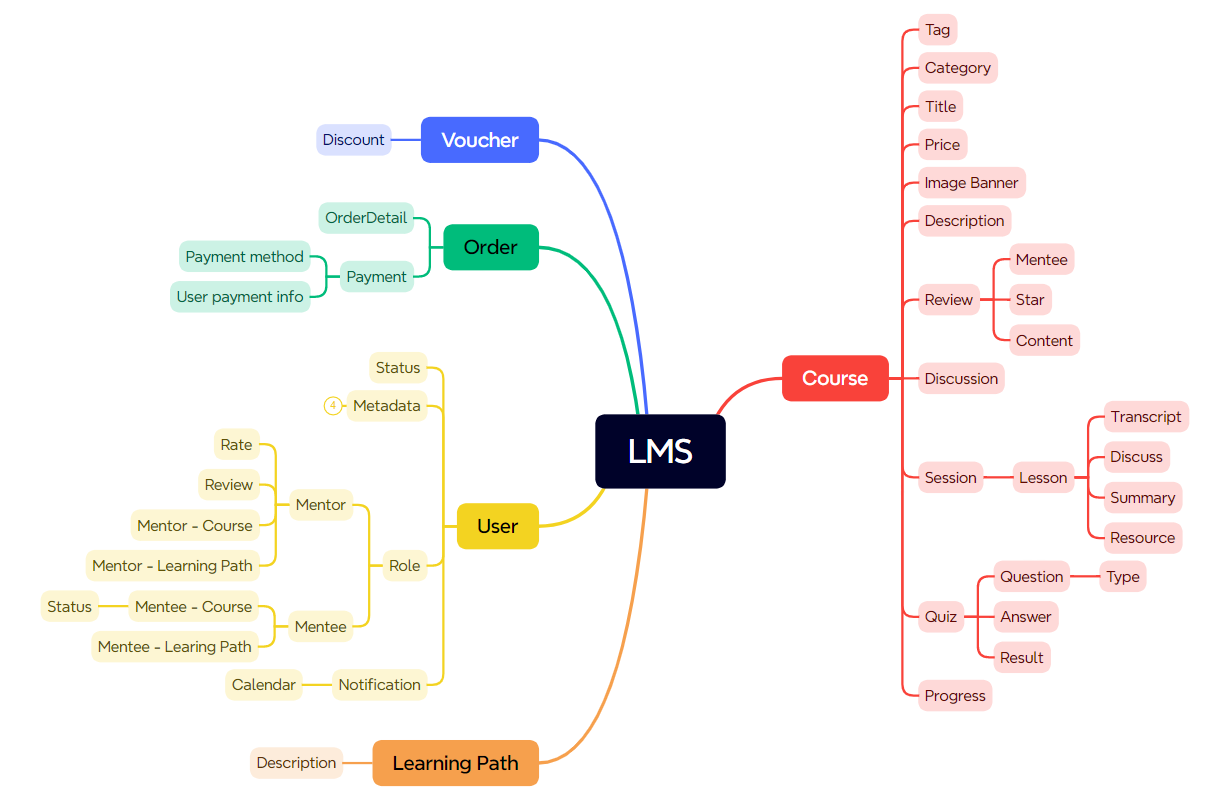 LMS
Voucher
Discount
Order
OrderDetail
Payment
Payment method
User payment info
User
Status
Metadata
4
Role
Mentor
Rate
Review
Mentor - Course
Mentor - Learning Path
Mentee
Mentee - Course
Status
Mentee - Learing Path
Notification
Calendar
Learning Path
Description
Course
Tag
Category
Title
Price
Image Banner
Description
Review
Mentee
Star
Content
Discussion
Session
Lesson
Transcript
Discuss
Summary
Resource
Quiz
Question
Type
Answer
Result
Progress